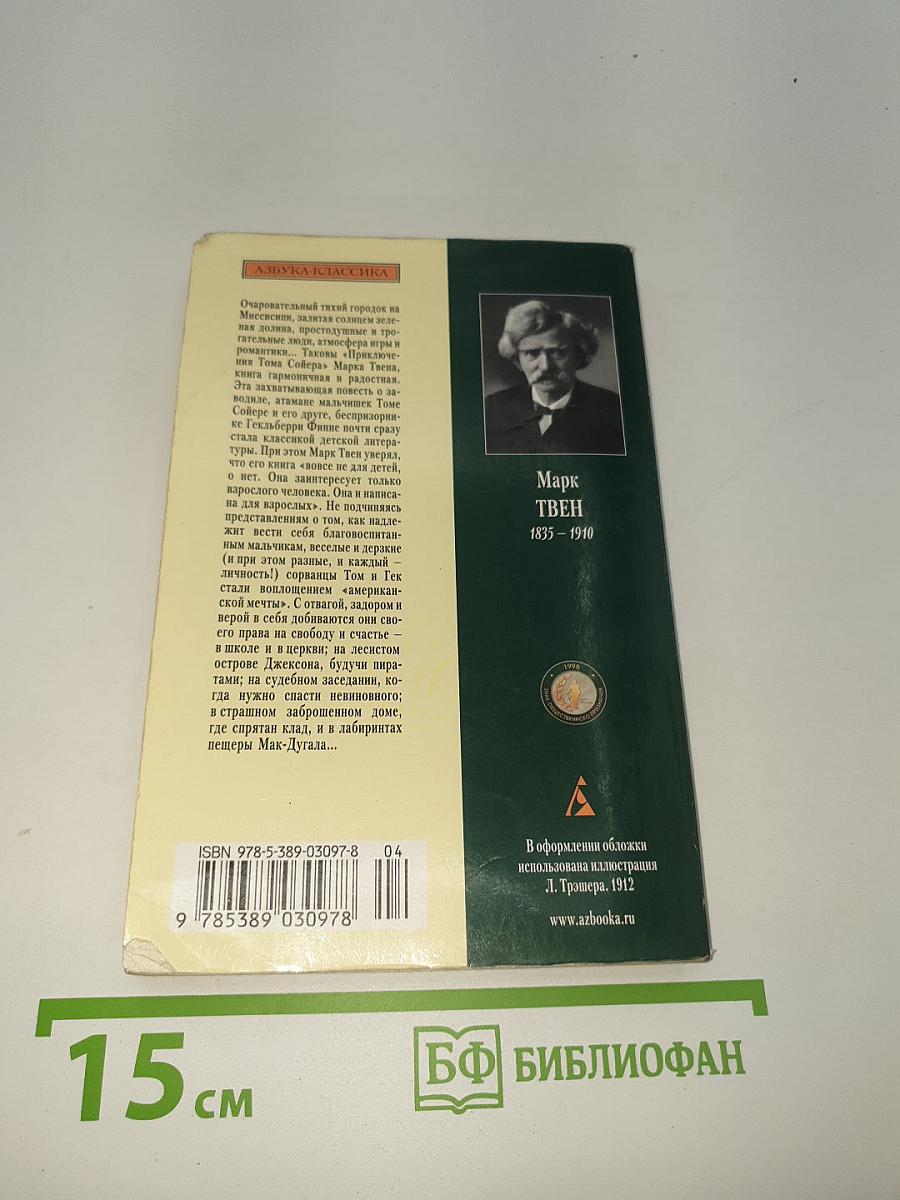 АЗБУКА-КЛАССИКА
Очаровательный тихий городок на
Миссисипи, залитая солнцем зеле-
ная долина, простодушные и тро-
гательные люди, атмосфера игры и
романтики... Таковы «Приключе-
ния Тома Сойера» Марка Твена,
книга гармоничная и радостная.
Эта захватывающая повесть о за-
водиле, атамане мальчишек Томе
Сойере и его друге, беспризорни-
ке Гекльберри Финне почти сразу
стала классикой детской литера-
туры. При этом Марк Твен уверял,
что его книга «вовсе не для детей,
о нет. Она заинтересует только
взрослого человека. Она и написа-
на для взрослых». Не подчиняясь
представлениям о том, как надле-
жит вести себя благовоспитан-
ным мальчикам, веселые и дерзкие
(и при этом разные, и каждый –
личность!) сорванцы Том и Гек
стали воплощением «американ-
ской мечты». С отвагой, задором и
верой в себя добиваются они сво-
его права на свободу и счастье –
в школе и в церкви; на лесистом
острове Джексона, будучи пира-
тами; на судебном заседании, ко-
гда нужно спасти невиновного;
в страшном заброшенном доме,
где спрятан клад, и в лабиринтах
пещеры Мак-Дугала...
ISBN 978-5-389-03097-8
04
9 785389 030978
Марк
ТВЕН
1835 – 1910
1998
ЗНАК ОБЩЕСТВЕННОГО ПРИЗНАНИЯ
В оформлении обложки
использована иллюстрация
Л. Трэшера. 1912
www.azbooka.ru
15 см
БФ БИБЛИОФАН